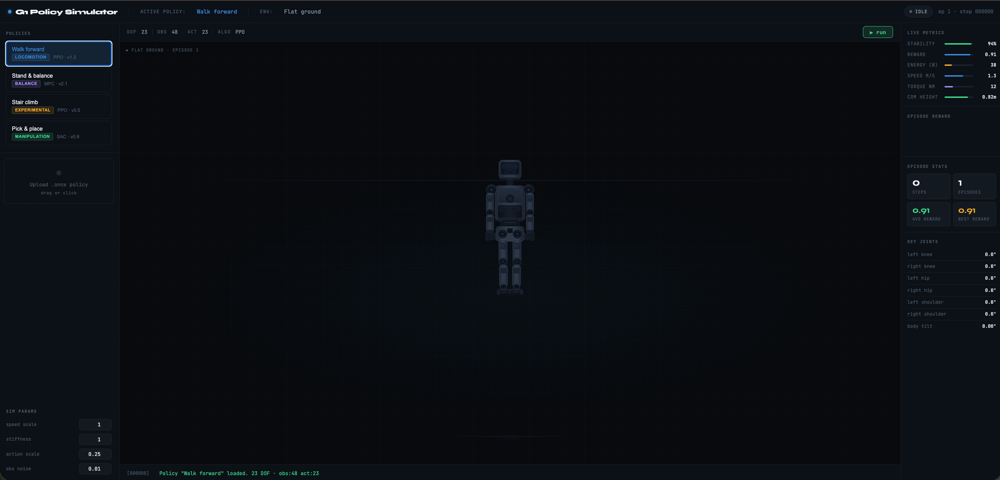 G1 Policy Simulator
ACTIVE POLICY: Walk forward
ENV: Flat ground
IDLE
ep 1 · step 000000
POLICIES
Walk forward
LOCOMOTION PPO · v1.2
Stand & balance
BALANCE MPC · v2.1
Stair climb
EXPERIMENTAL PPO · v0.5
Pick & place
MANIPULATION SAC · v0.9
Upload .onnx policy
drag or click
SIM PARAMS
speed scale 1
stiffness 1
action scale 0.25
obs noise 0.01
DOF 23 OBS 48 ACT 23 ALGO PPO
▶ run
FLAT GROUND · EPISODE 1
[000000] Policy "Walk forward" loaded. 23 DOF · obs:48 act:23
LIVE METRICS
STABILITY 94%
REWARD 0.91
ENERGY (W) 38
SPEED M/S 1.3
TORQUE NM 12
COM HEIGHT 0.82m
EPISODE REWARD
EPISODE STATS
0
STEPS
1
EPISODES
0.91
AVG REWARD
0.91
BEST REWARD
KEY JOINTS
left knee 0.0°
right knee 0.0°
left hip 0.0°
right hip 0.0°
left shoulder 0.0°
right shoulder 0.0°
body tilt 0.00°